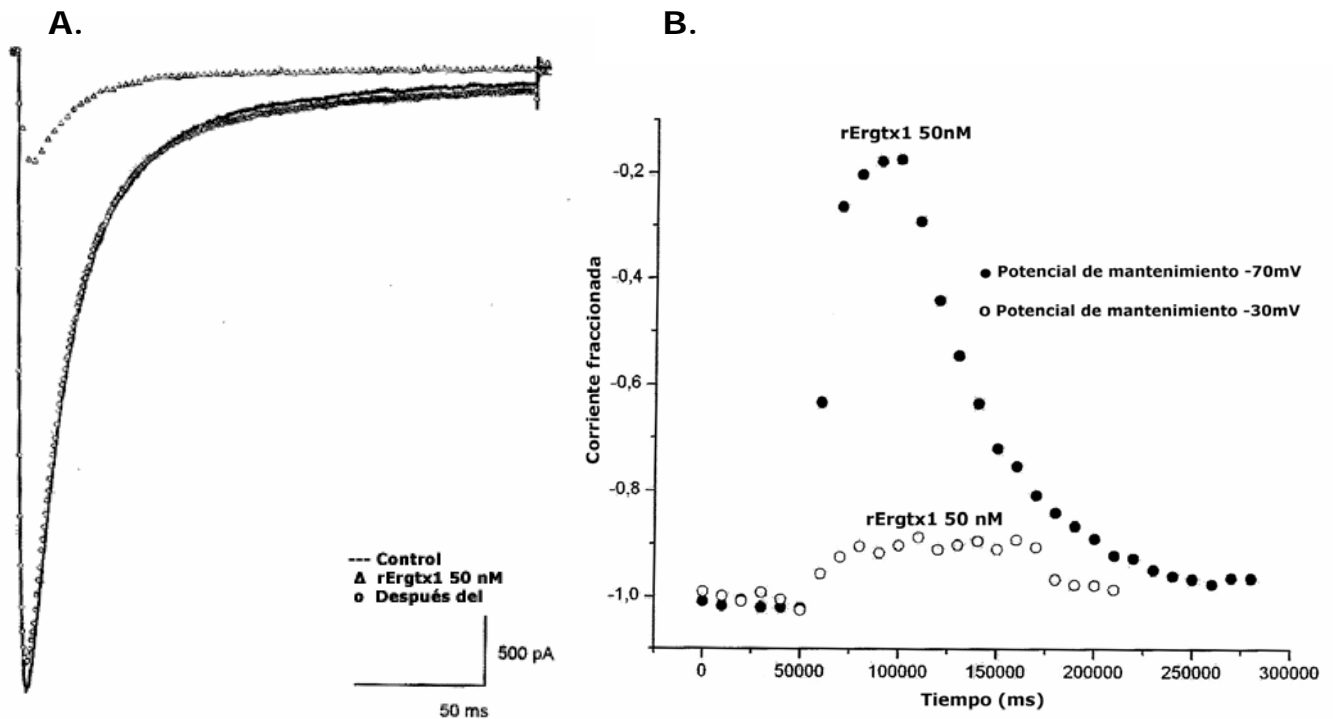 A.
B.
--- Control
Δ rErgtx1 50 nM
o Después del
500 pA
50 ms
rErgtx1 50nM
● Potencial de mantenimiento -70mV
o Potencial de mantenimiento -30mV
rErgtx1 50 nM
Corriente fraccionada
-0,2
-0,4
-0,6
-0,8
-1,0
0
50000
100000
150000
200000
250000
300000
Tiempo (ms)